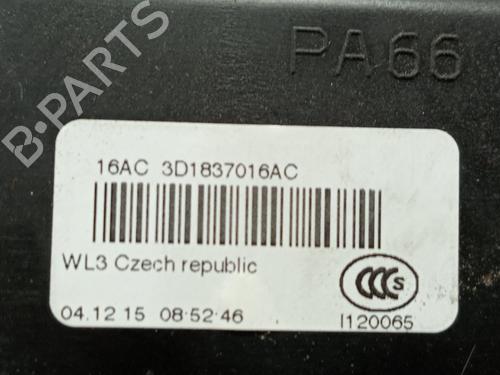 PA66
B-PARTS
16AC 3D1837016AC
WL3 Czech republic
CCC S
04.12 15 08:52:46 I120065